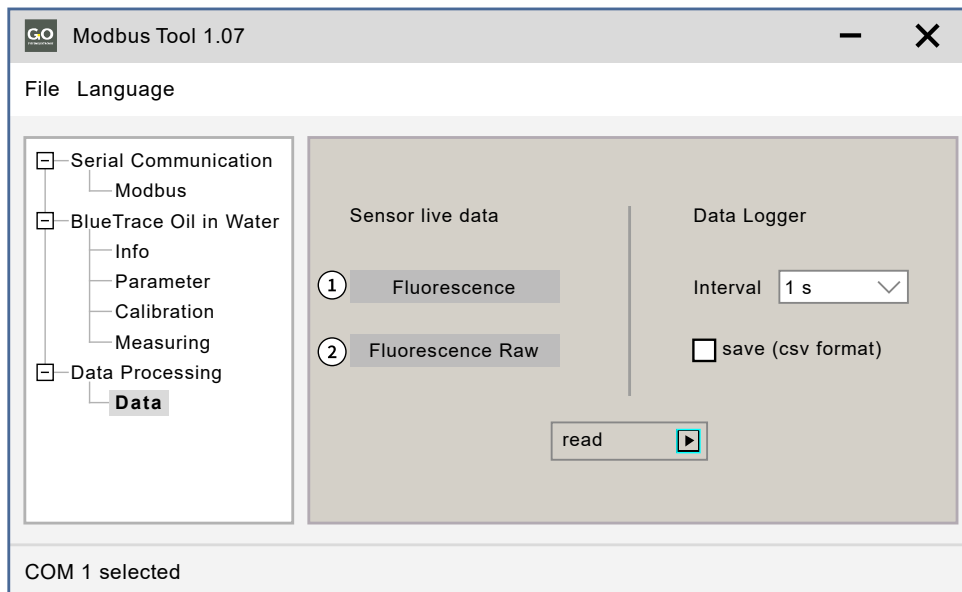 GO
Modbus Tool 1.07
File Language
Serial Communication
Modbus
BlueTrace Oil in Water
Info
Parameter
Calibration
Measuring
Data Processing
Data
Sensor live data
1 Fluorescence
2 Fluorescence Raw
Data Logger
Interval 1 s
save (csv format)
read
COM 1 selected